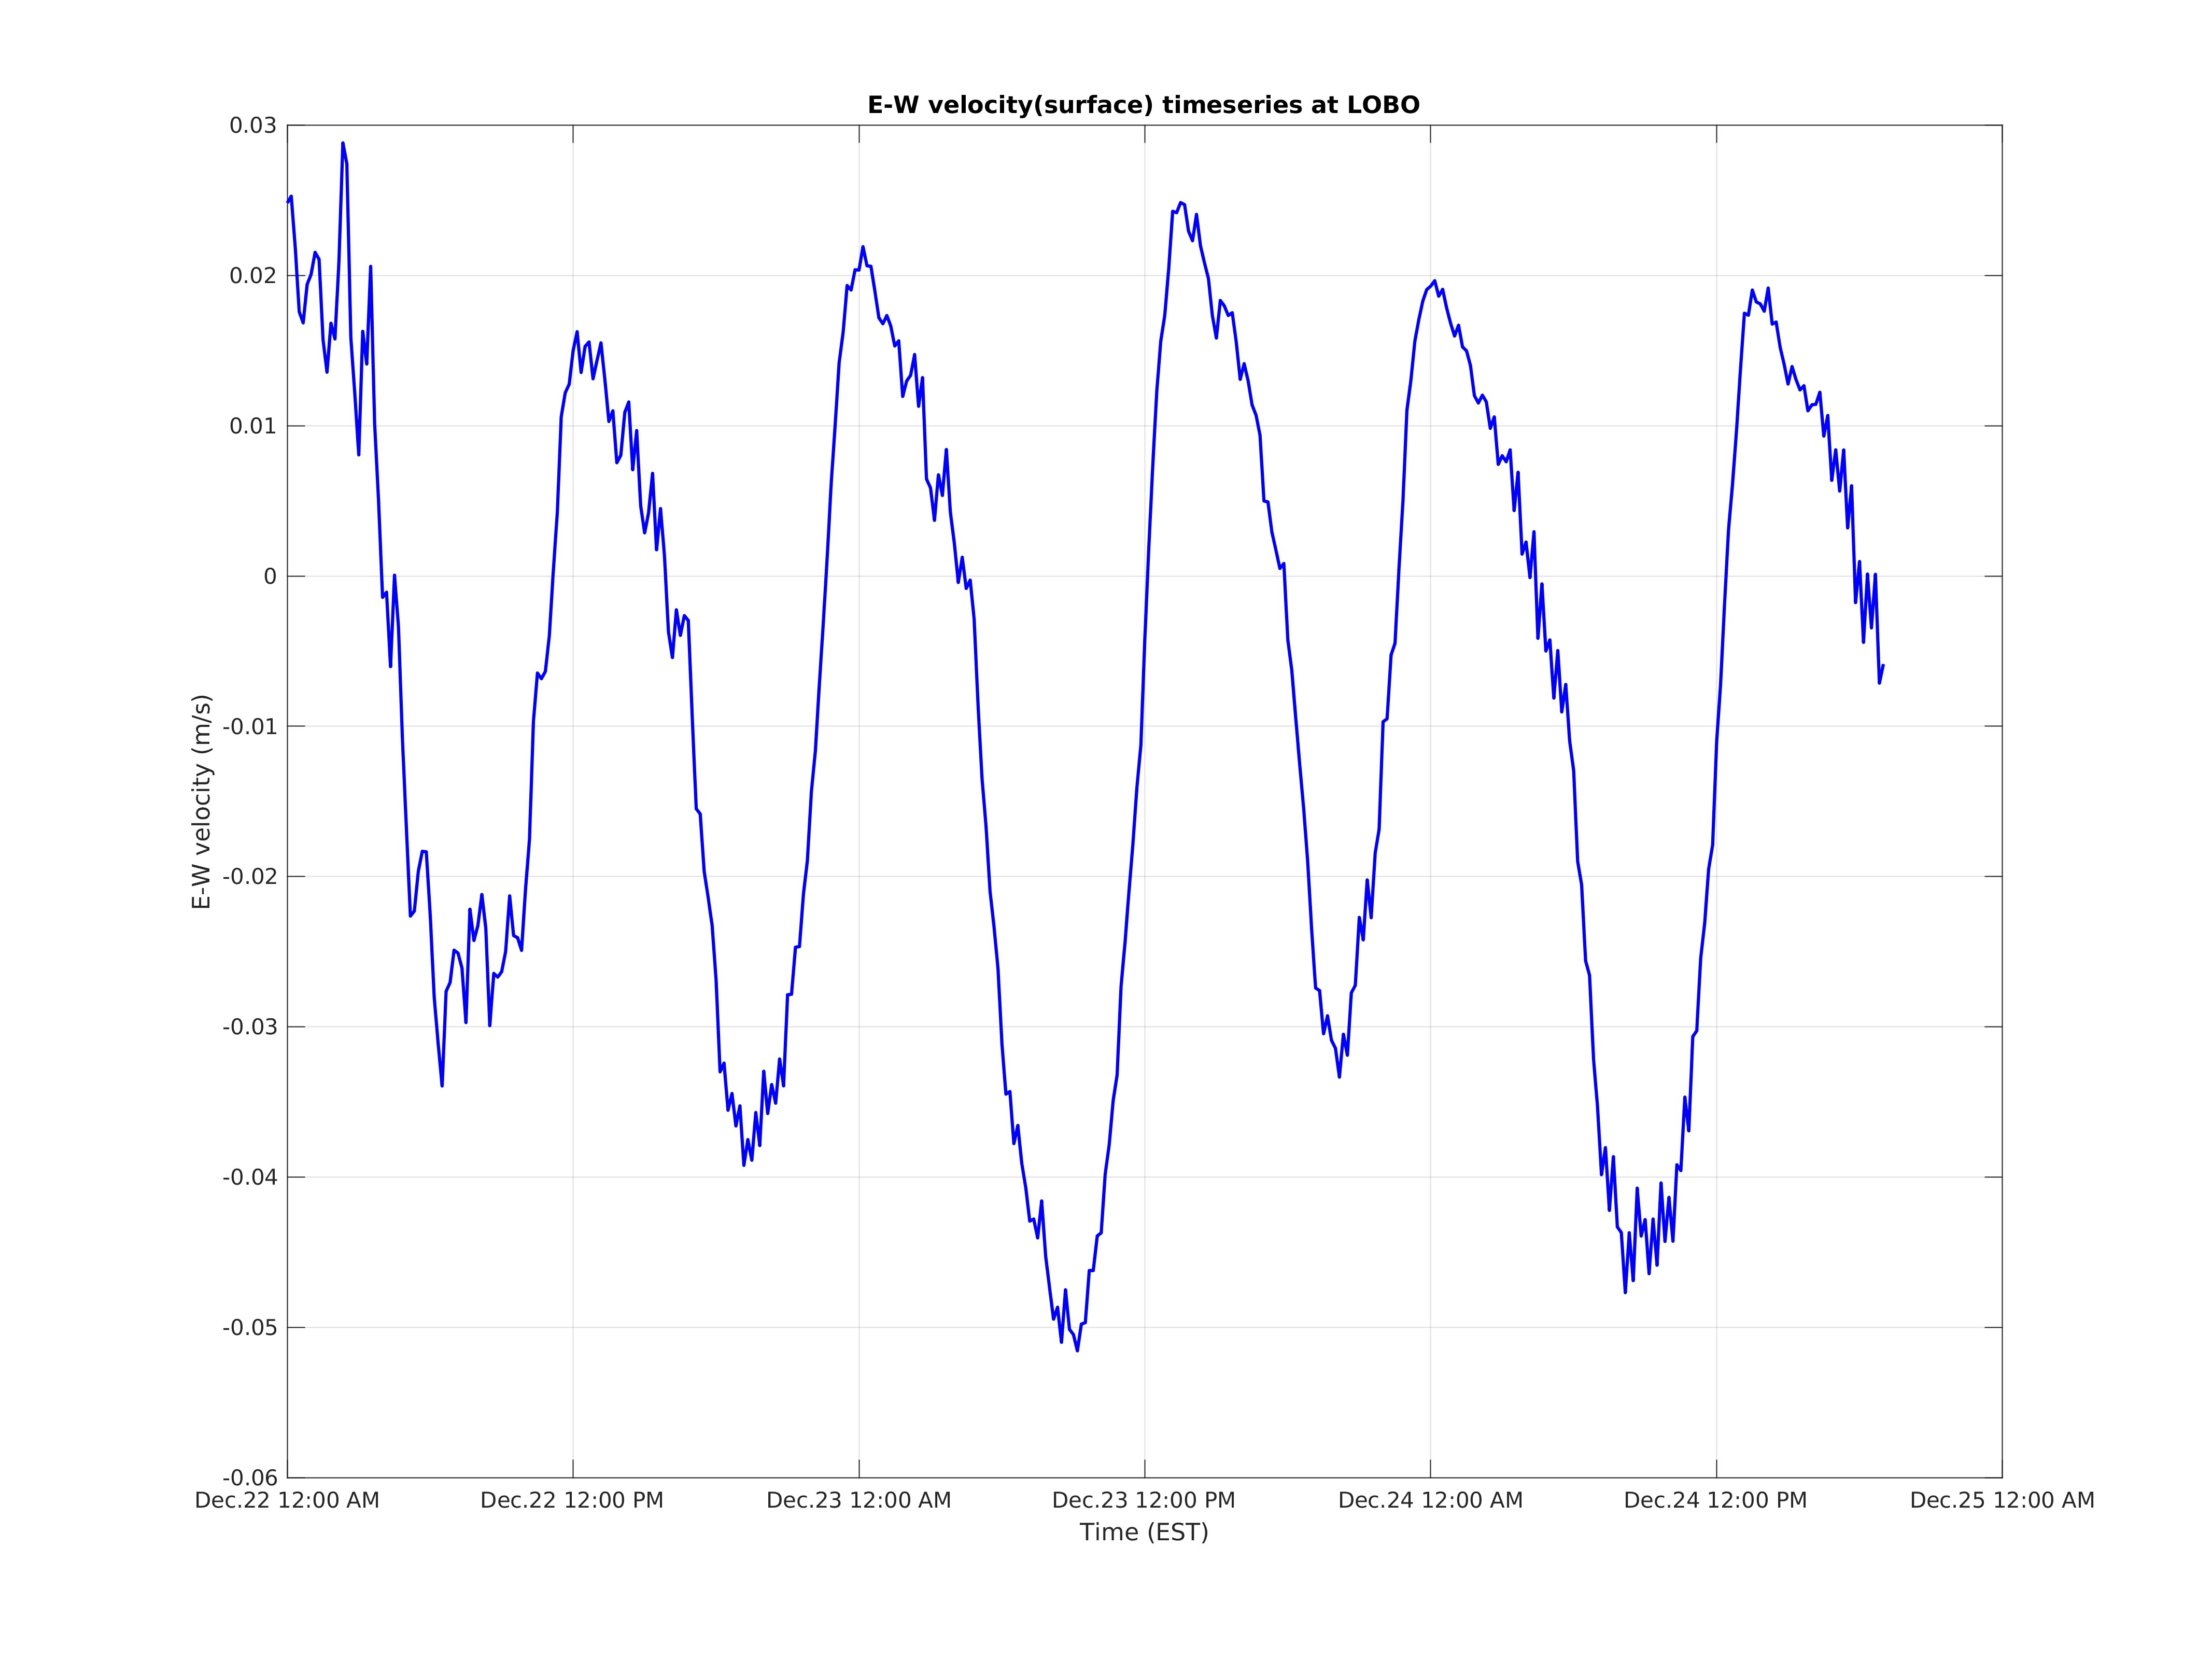 E-W velocity(surface) timeseries at LOBO
0.03
0.02
0.01
0
-0.01
-0.02
-0.03
-0.04
-0.05
-0.06
E-W velocity (m/s)
Dec.22 12:00 AM Dec.22 12:00 PM Dec.23 12:00 AM Dec.23 12:00 PM Dec.24 12:00 AM Dec.24 12:00 PM Dec.25 12:00 AM
Time (EST)